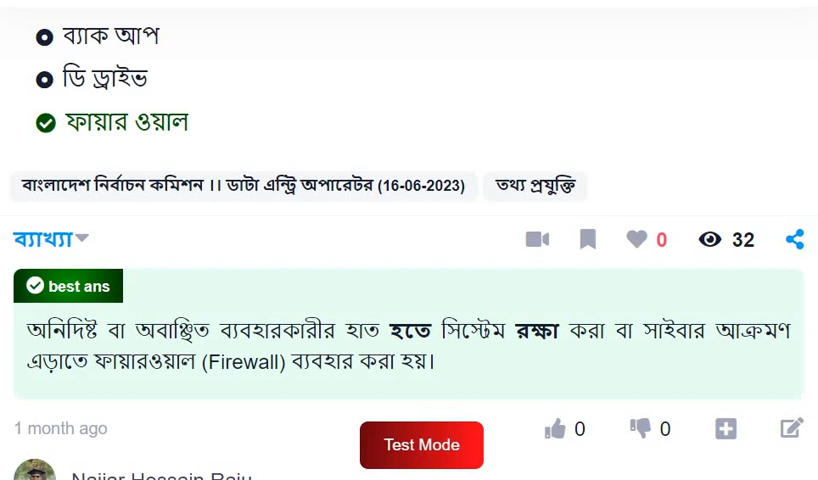 ব্যাক আপ
ডি ড্রাইভ
ফায়ার ওয়াল
বাংলাদেশ নির্বাচন কমিশন ।। ডাটা এন্ট্রি অপারেটর (16-06-2023) তথ্য প্রযুক্তি
ব্যাখ্যা 0 32
best ans
অনিদিষ্ট বা অবাঞ্ছিত ব্যবহারকারীর হাত হতে সিস্টেম রক্ষা করা বা সাইবার আক্রমণ
এড়াতে ফায়ারওয়াল (Firewall) ব্যবহার করা হয়।
1 month ago 0 0
Test Mode